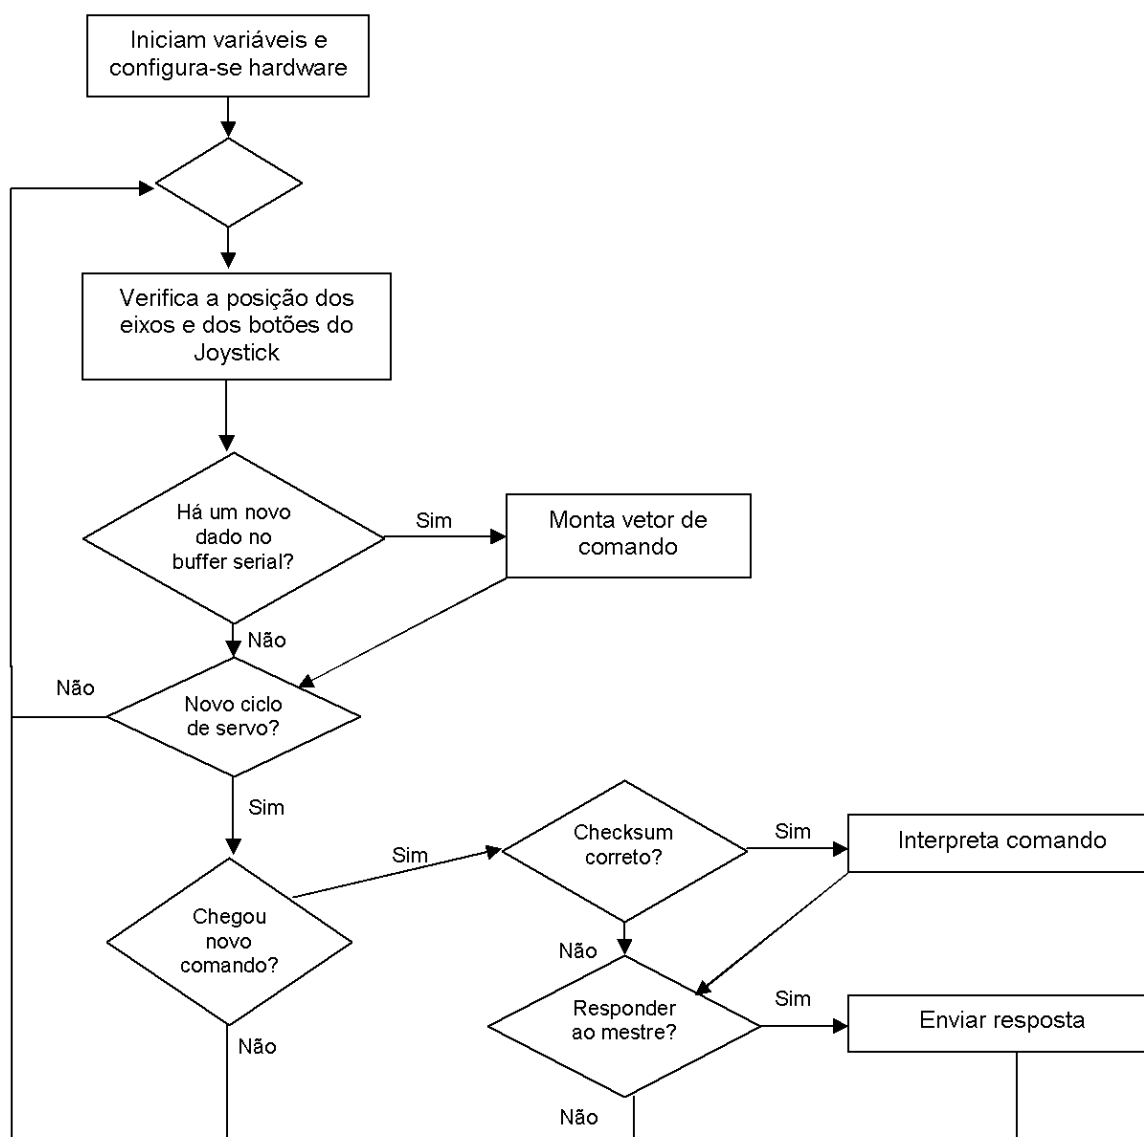 Iniciam variáveis e
configura-se hardware
Verifica a posição dos
eixos e dos botões do
Joystick
Há um novo
dado no
buffer serial?
Sim
Monta vetor de
comando
Não
Não
Novo ciclo
de servo?
Sim
Chegou
novo
comando?
Sim
Checksum
correto?
Sim
Interpreta comando
Não
Responder
ao mestre?
Sim
Enviar resposta
Não
Não